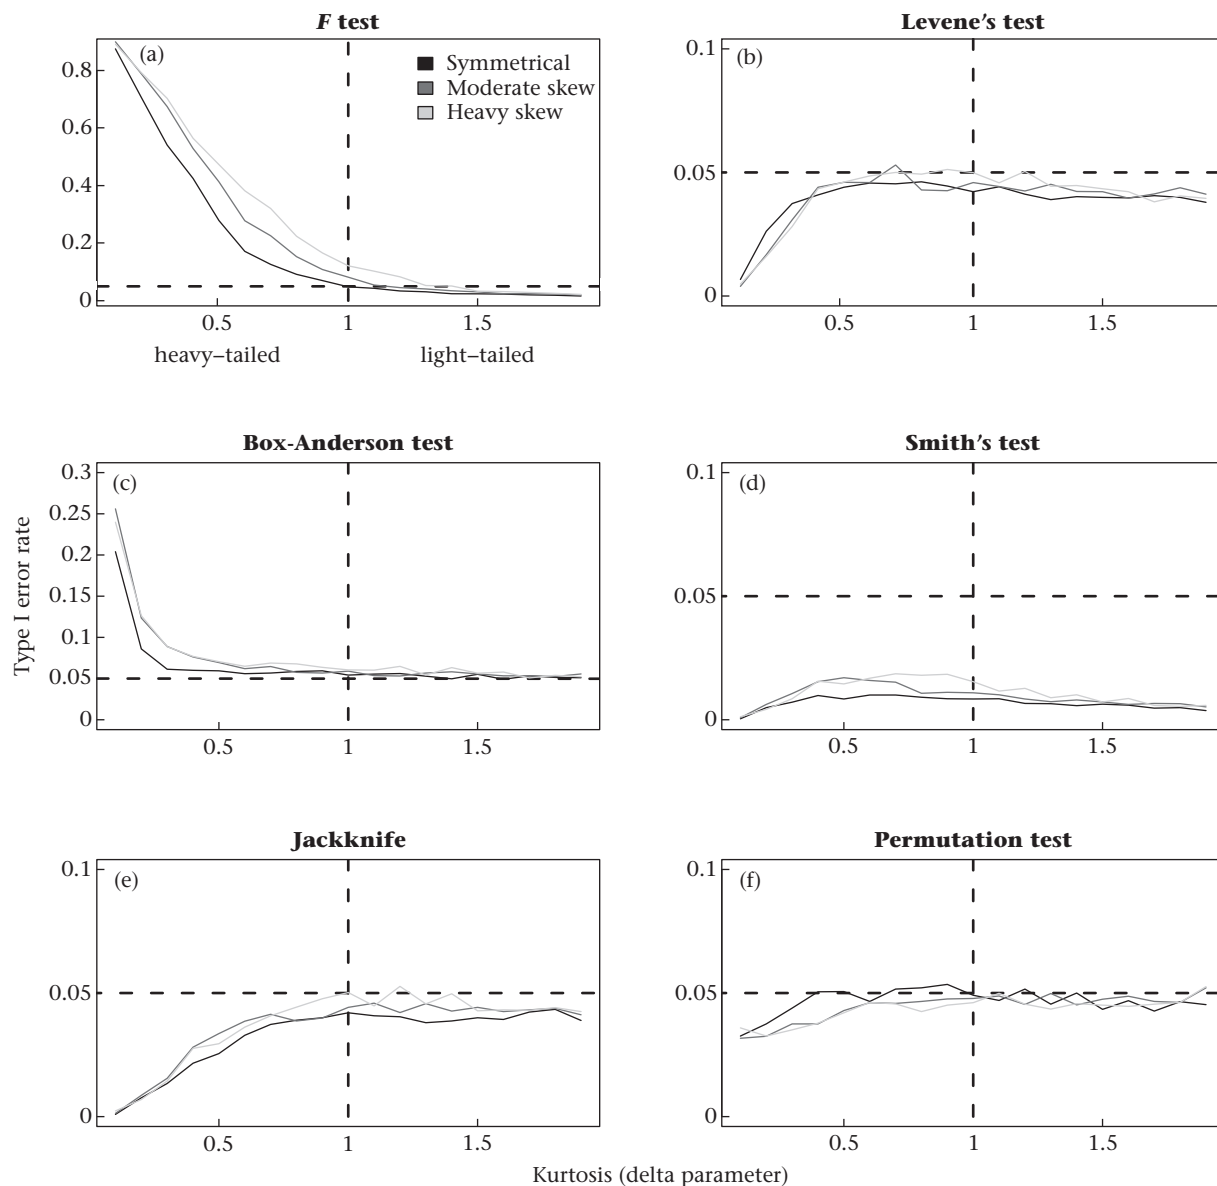 F test
(a)
Symmetrical
Moderate skew
Heavy skew
0.8
0.6
0.4
0.2
0
0.5
1
1.5
heavy–tailed
light–tailed
Levene's test
(b)
0.1
0.05
0
0.5
1
1.5
Box-Anderson test
(c)
0.3
0.25
0.2
0.15
0.1
0.05
0
0.5
1
1.5
Type I error rate
Smith's test
(d)
0.1
0.05
0
0.5
1
1.5
Jackknife
(e)
0.1
0.05
0
0.5
1
1.5
Permutation test
(f)
0.1
0.05
0
0.5
1
1.5
Kurtosis (delta parameter)